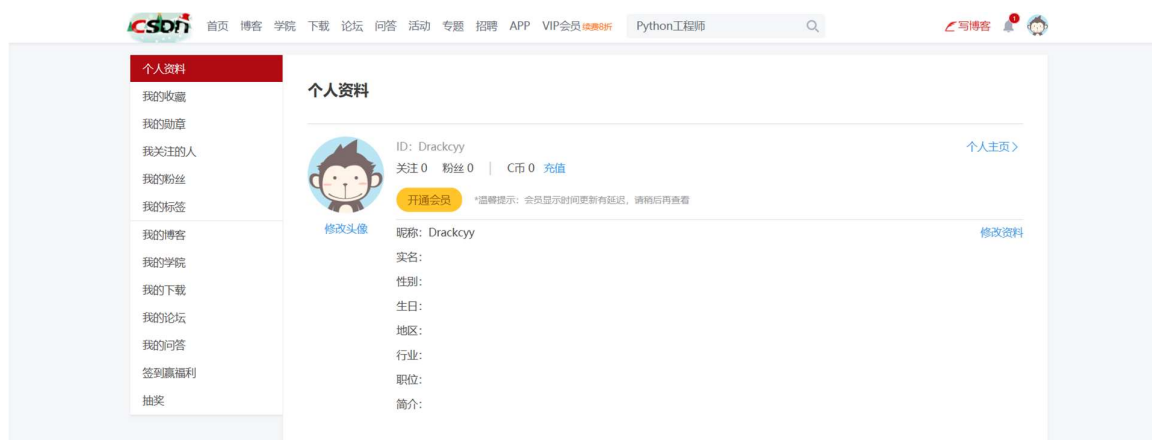 CSDN 首页 博客 学院 下载 论坛 问答 活动 专题 招聘 APP VIP会员 续费8折 Python工程师 写博客 1
个人资料
我的收藏
我的勋章
我关注的人
我的粉丝
我的标签
我的博客
我的学院
我的下载
我的论坛
我的问答
签到赢福利
抽奖
个人资料
ID: Drackcyy 个人主页>
关注 0 粉丝 0 | C币 0 充值
开通会员 *温馨提示：会员显示时间更新有延迟，请稍后再查看
修改头像
昵称：Drackcyy 修改资料
实名：
性别：
生日：
地区：
行业：
职位：
简介：